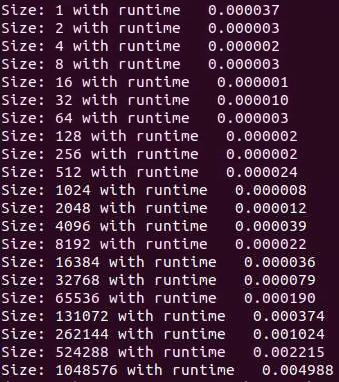 Size: 1 with runtime   0.000037
Size: 2 with runtime   0.000003
Size: 4 with runtime   0.000002
Size: 8 with runtime   0.000003
Size: 16 with runtime   0.000001
Size: 32 with runtime   0.000010
Size: 64 with runtime   0.000003
Size: 128 with runtime   0.000002
Size: 256 with runtime   0.000002
Size: 512 with runtime   0.000024
Size: 1024 with runtime   0.000008
Size: 2048 with runtime   0.000012
Size: 4096 with runtime   0.000039
Size: 8192 with runtime   0.000022
Size: 16384 with runtime   0.000036
Size: 32768 with runtime   0.000079
Size: 65536 with runtime   0.000190
Size: 131072 with runtime   0.000374
Size: 262144 with runtime   0.001024
Size: 524288 with runtime   0.002215
Size: 1048576 with runtime   0.004988